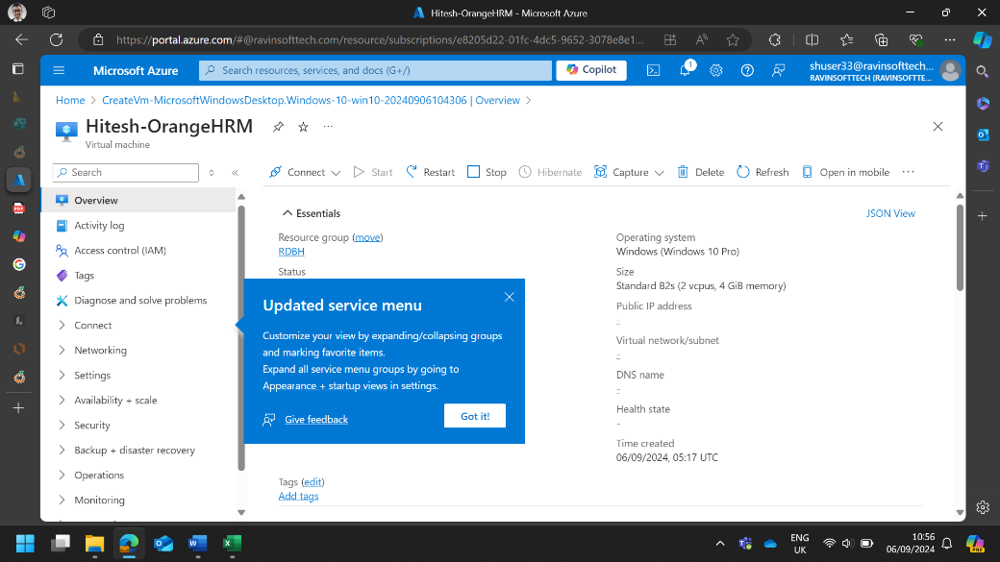 Hitesh-OrangeHRM - Microsoft Azure
https://portal.azure.com/#@ravinsofttech.com/resource/subscriptions/e8205d22-01fc-4dc5-9652-3078e8e1...
Microsoft Azure
Search resources, services, and docs (G+/)
Copilot
1
shuser33@ravinsofttech...
RAVINSOFTTECH (RAVINSOFTTE...
Home > CreateVm-MicrosoftWindowsDesktop.Windows-10-win10-20240906104306 | Overview >
Hitesh-OrangeHRM
Virtual machine
Search
Connect
Start
Restart
Stop
Hibernate
Capture
Delete
Refresh
Open in mobile
Overview
Activity log
Access control (IAM)
Tags
Diagnose and solve problems
Connect
Networking
Settings
Availability + scale
Security
Backup + disaster recovery
Operations
Monitoring
Essentials
JSON View
Resource group (move)
RDBH
Status
Operating system
Windows (Windows 10 Pro)
Size
Standard B2s (2 vcpus, 4 GiB memory)
Public IP address
-
Virtual network/subnet
-
DNS name
-
Health state
-
Time created
06/09/2024, 05:17 UTC
Updated service menu
Customize your view by expanding/collapsing groups
and marking favorite items.
Expand all service menu groups by going to
Appearance + startup views in settings.
Give feedback
Got it!
Tags (edit)
Add tags
ENG
UK
10:56
06/09/2024